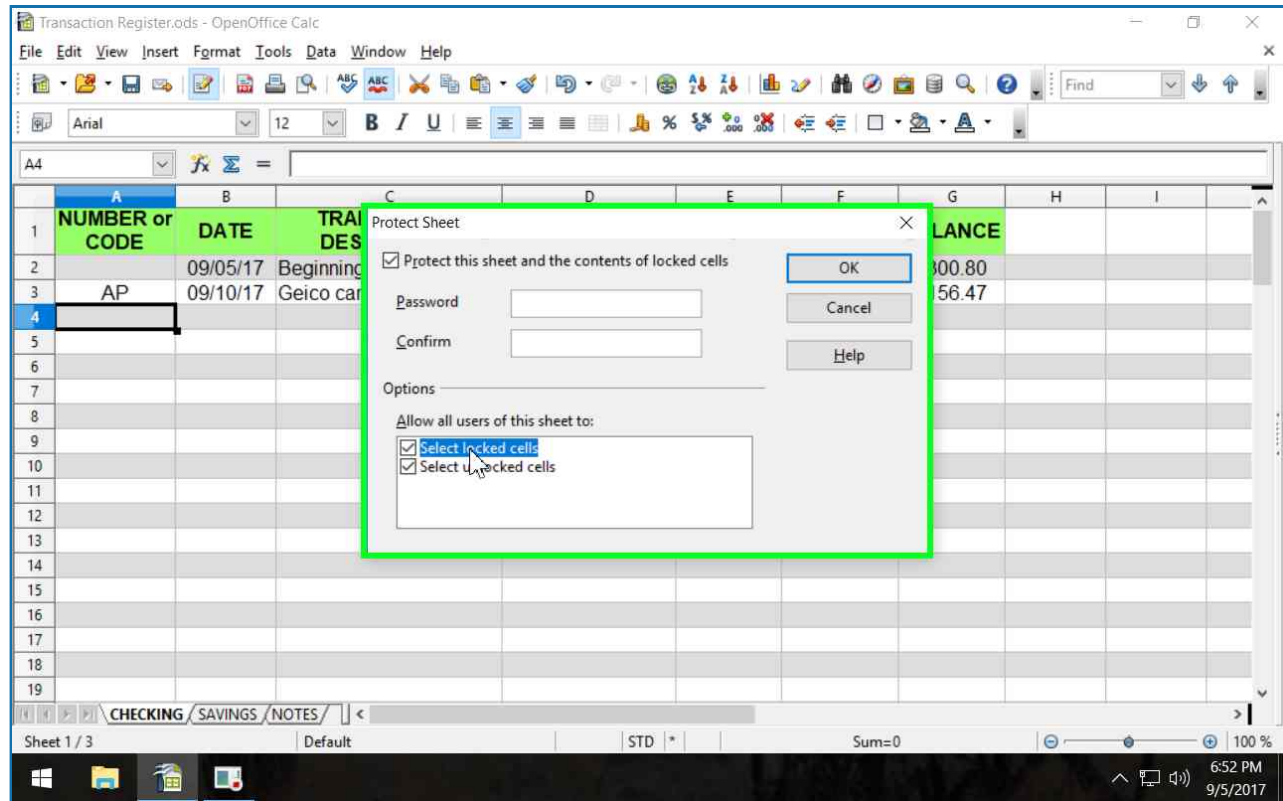 Transaction Register.ods - OpenOffice Calc
File Edit View Insert Format Tools Data Window Help
ABC ABC Find
Arial 12 B I U
A4 fx Σ =
A B C D E F G H I
1 NUMBER or CODE DATE TRA DES LANCE
2 09/05/17 Beginning 300.80
3 AP 09/10/17 Geico car 156.47
4
5
6
7
8
9
10
11
12
13
14
15
16
17
18
19
Protect Sheet
Protect this sheet and the contents of locked cells
OK
Password
Cancel
Confirm
Help
Options
Allow all users of this sheet to:
Select locked cells
Select unlocked cells
CHECKING SAVINGS NOTES
Sheet 1 / 3 Default STD * Sum=0 100 %
6:52 PM
9/5/2017